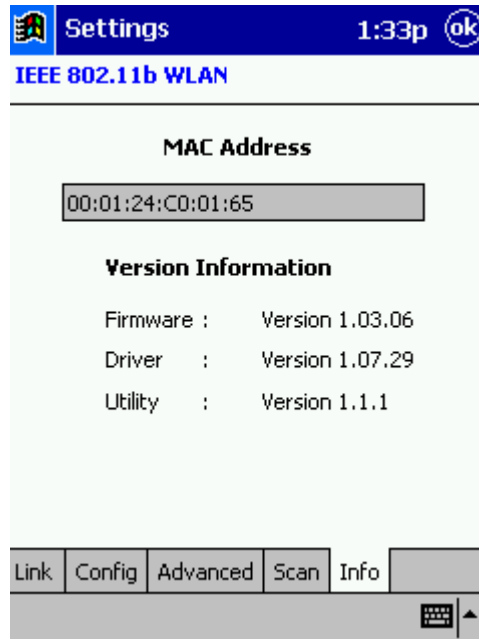 Settings 1:33p ok
IEEE 802.11b WLAN
MAC Address
00:01:24:C0:01:65
Version Information
Firmware : Version 1.03.06
Driver : Version 1.07.29
Utility : Version 1.1.1
Link Config Advanced Scan Info